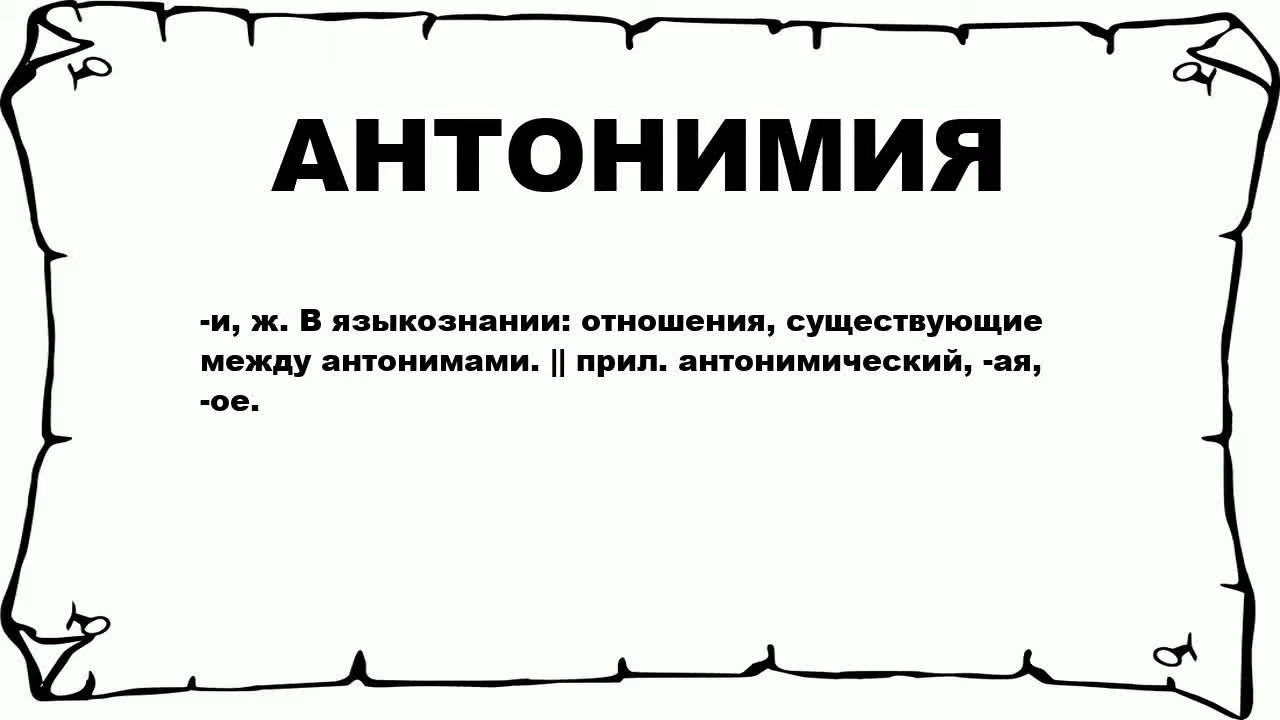 АНТОНИМИЯ
-и, ж. В языкознании: отношения, существующие
между антонимами. || прил. антонимический, -ая,
-ое.